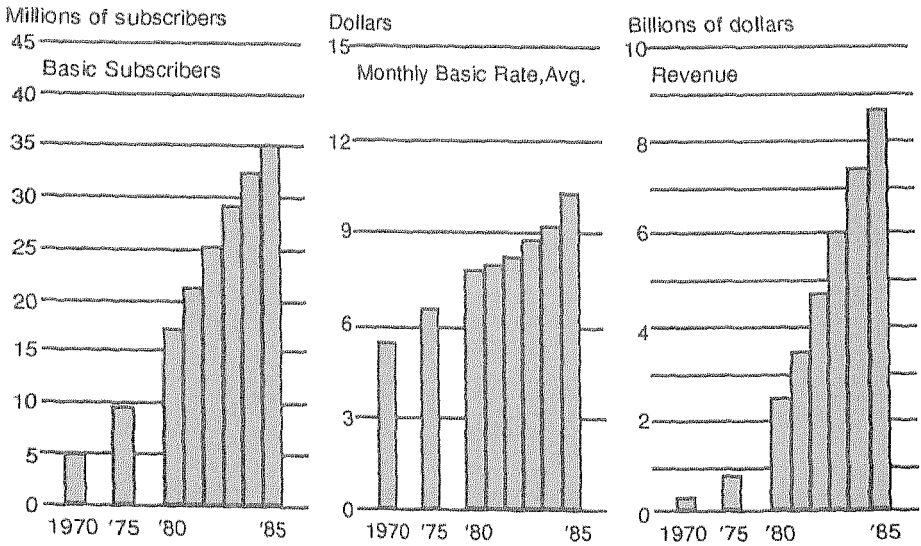 Millions of subscribers
45
Basic Subscribers
40
35
30
25
20
15
10
5
0
1970 '75 '80 '85
Dollars
15
Monthly Basic Rate,Avg.
12
9
6
3
0
1970 '75 '80 '85
Billions of dollars
10
Revenue
8
6
4
2
0
1970 '75 '80 '85